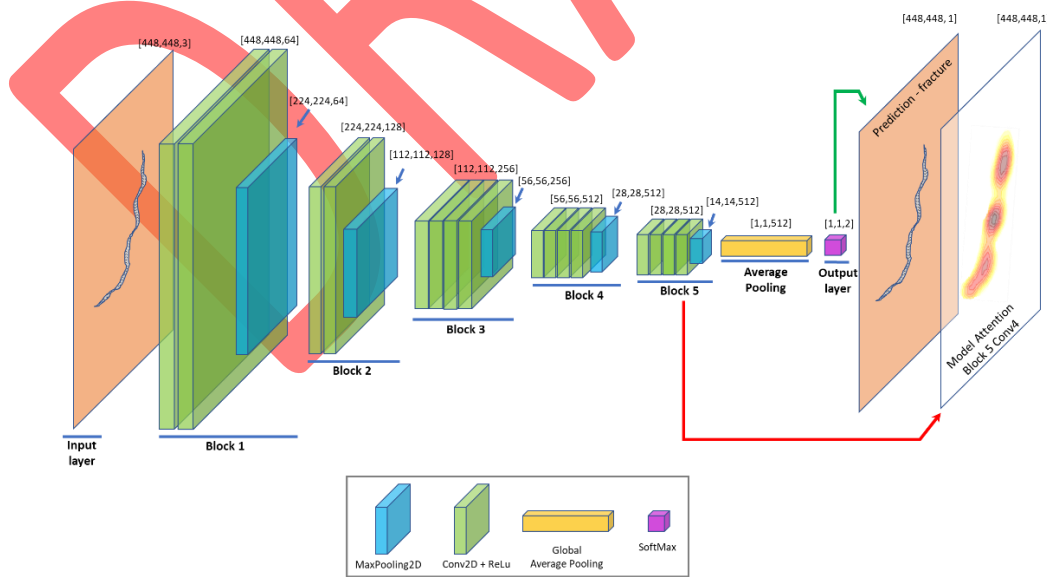 [448,448,3]
[448,448,64]
[224,224,64]
[224,224,128]
[112,112,128]
[112,112,256]
[56,56,256]
[56,56,512]
[28,28,512]
[28,28,512]
[14,14,512]
[1,1,512]
[1,1,2]
[448,448, 1]
[448,448,1
Prediction - fracture
Model Attention
Block 5 Conv4
Input
layer
Block 1
Block 2
Block 3
Block 4
Block 5
Average
Pooling
Output
layer
MaxPooling2D
Conv2D + ReLu
Global
Average Pooling
SoftMax